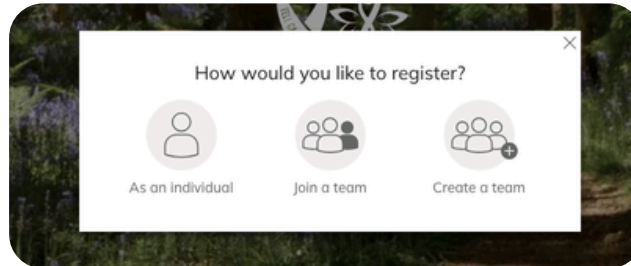 How would you like to register?
As an individual
Join a team
Create a team